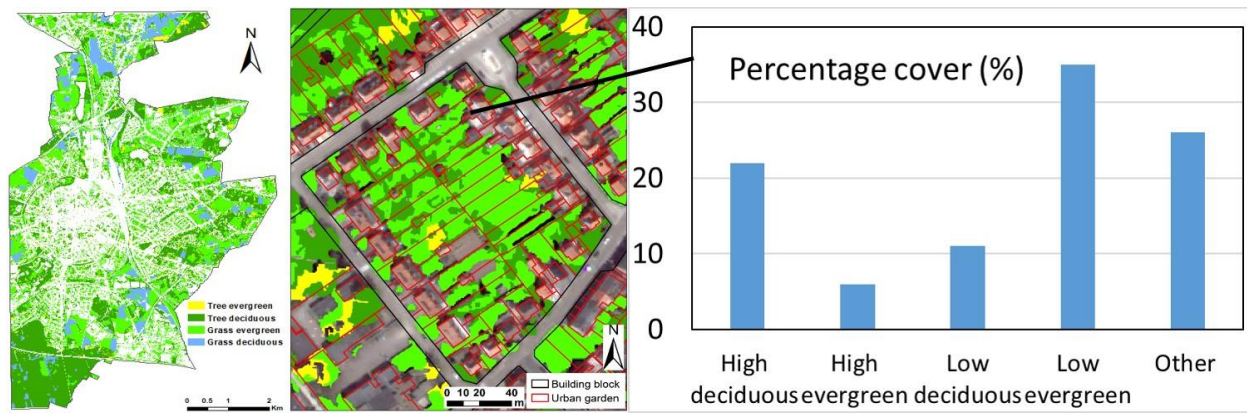 N
Tree evergreen
Tree deciduous
Grass evergreen
Grass deciduous
0 0.5 1 2
Km
N
Building block
Urban garden
0 10 20 40
m
Percentage cover (%)
40
30
20
10
0
High deciduous
High evergreen
Low deciduous
Low evergreen
Other